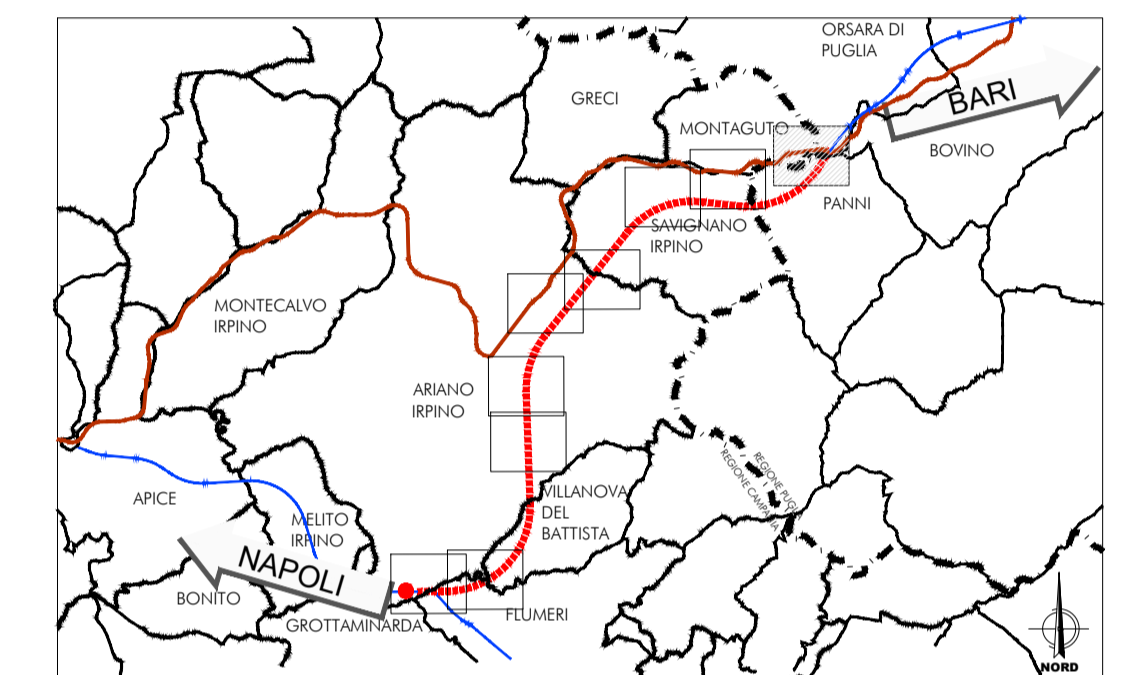 ORSARA DI
PUGLIA
GRECI
BARI
MONTAGUTO
BOVINO
PANNI
SAVIGNANO
IRPINO
MONTECALVO
IRPINO
ARIANO
IRPINO
REGIONE PUGLIA
REGIONE CAMPANIA
APICE
VILLANOVA
DEL
BATTISTA
MELITO
IRPINO
NAPOLI
BONITO
FLUMERI
GROTTAMINARDA
NORD